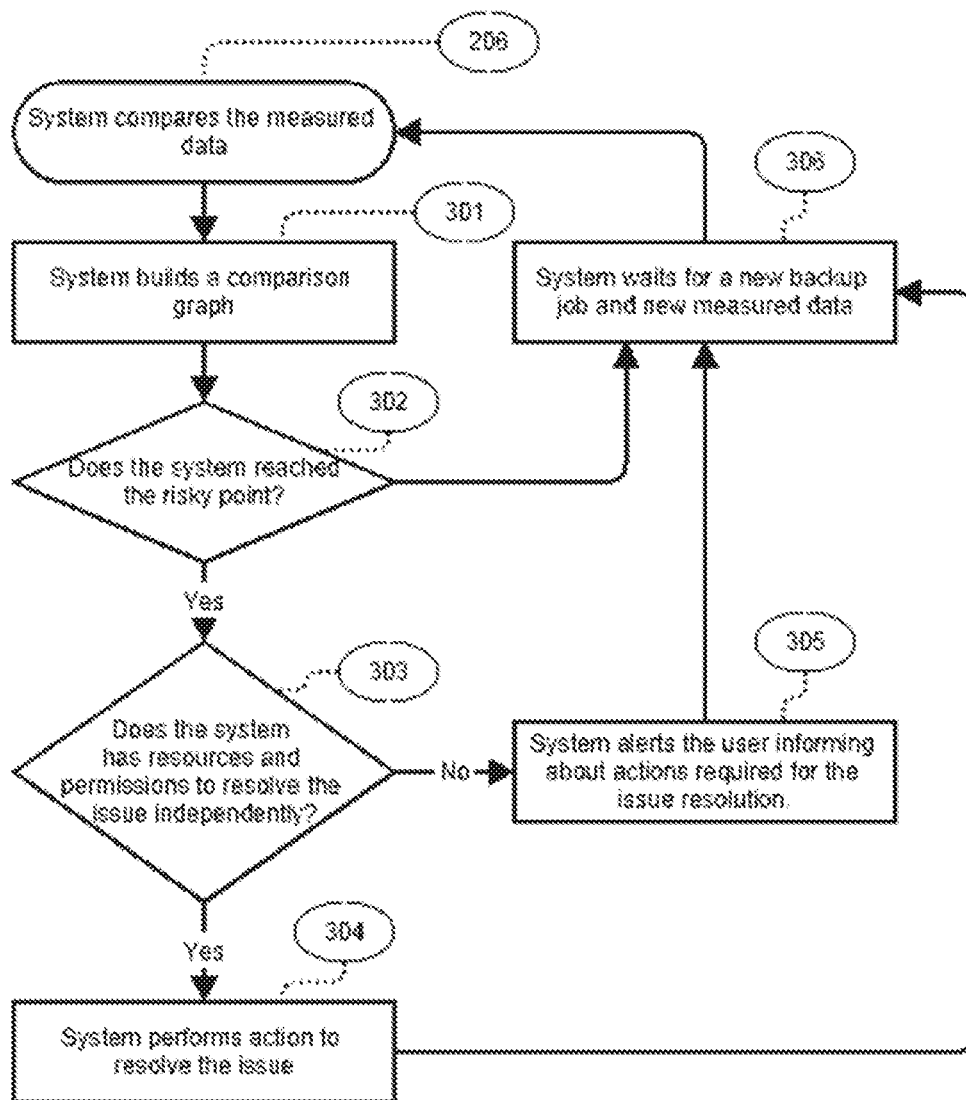 206
System compares the measured
data
301
System builds a comparison
graph
306
System waits for a new backup
job and new measured data
302
Does the system reached
the risky point?
Yes
303
Does the system
has resources and
permissions to resolve the
issue independently?
No
305
System alerts the user informing
about actions required for the
issue resolution.
Yes
304
System performs action to
resolve the issue